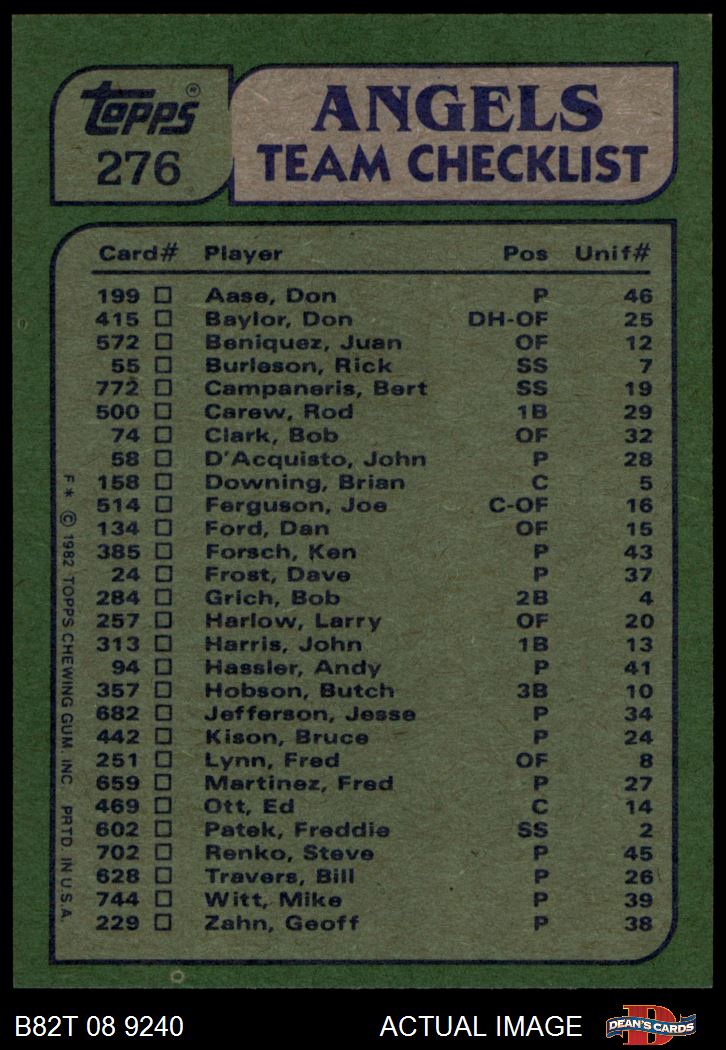 Topps®
276
ANGELS
TEAM CHECKLIST
Card# Player Pos Unif#
199 Aase, Don P 46
415 Baylor, Don DH-OF 25
572 Beniquez, Juan OF 12
55 Burleson, Rick SS 7
772 Campaneris, Bert SS 19
500 Carew, Rod 1B 29
74 Clark, Bob OF 32
58 D'Acquisto, John P 28
158 Downing, Brian C 5
514 Ferguson, Joe C-OF 16
134 Ford, Dan OF 15
385 Forsch, Ken P 43
24 Frost, Dave P 37
284 Grich, Bob 2B 4
257 Harlow, Larry OF 20
313 Harris, John 1B 13
94 Hassler, Andy P 41
357 Hobson, Butch 3B 10
682 Jefferson, Jesse P 34
442 Kison, Bruce P 24
251 Lynn, Fred OF 8
659 Martinez, Fred P 27
469 Ott, Ed C 14
602 Patek, Freddie SS 2
702 Renko, Steve P 45
628 Travers, Bill P 26
744 Witt, Mike P 39
229 Zahn, Geoff P 38
F* © 1982 TOPPS CHEWING GUM, INC PRTD. IN U.S.A.
B82T 08 9240 ACTUAL IMAGE
D
DEAN'S CARDS